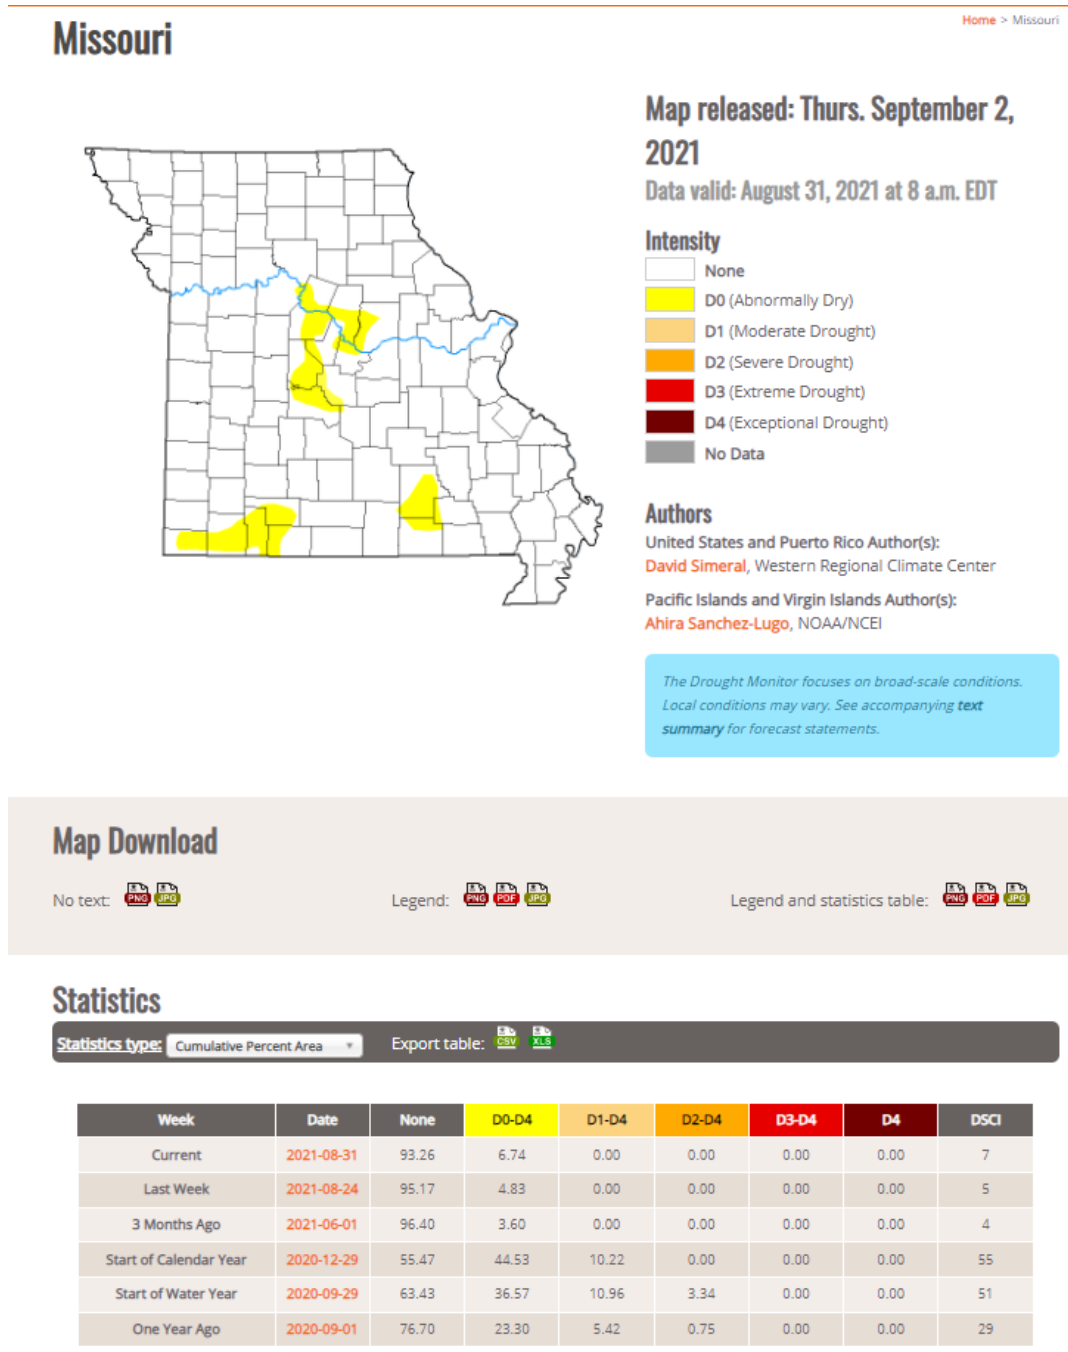 Home > Missouri
Missouri
Map released: Thurs. September 2,
2021
Data valid: August 31, 2021 at 8 a.m. EDT
Intensity
None
D0 (Abnormally Dry)
D1 (Moderate Drought)
D2 (Severe Drought)
D3 (Extreme Drought)
D4 (Exceptional Drought)
No Data
Authors
United States and Puerto Rico Author(s):
David Simeral, Western Regional Climate Center
Pacific Islands and Virgin Islands Author(s):
Ahira Sanchez-Lugo, NOAA/NCEI
The Drought Monitor focuses on broad-scale conditions.
Local conditions may vary. See accompanying text
summary for forecast statements.
Map Download
No text: PNG JPG Legend: PNG PDF JPG Legend and statistics table: PNG PDF JPG
Statistics
Statistics type: Cumulative Percent Area Export table: CSV XLS
Week Date None D0-D4 D1-D4 D2-D4 D3-D4 D4 DSCI
Current 2021-08-31 93.26 6.74 0.00 0.00 0.00 0.00 7
Last Week 2021-08-24 95.17 4.83 0.00 0.00 0.00 0.00 5
3 Months Ago 2021-06-01 96.40 3.60 0.00 0.00 0.00 0.00 4
Start of Calendar Year 2020-12-29 55.47 44.53 10.22 0.00 0.00 0.00 55
Start of Water Year 2020-09-29 63.43 36.57 10.96 3.34 0.00 0.00 51
One Year Ago 2020-09-01 76.70 23.30 5.42 0.75 0.00 0.00 29